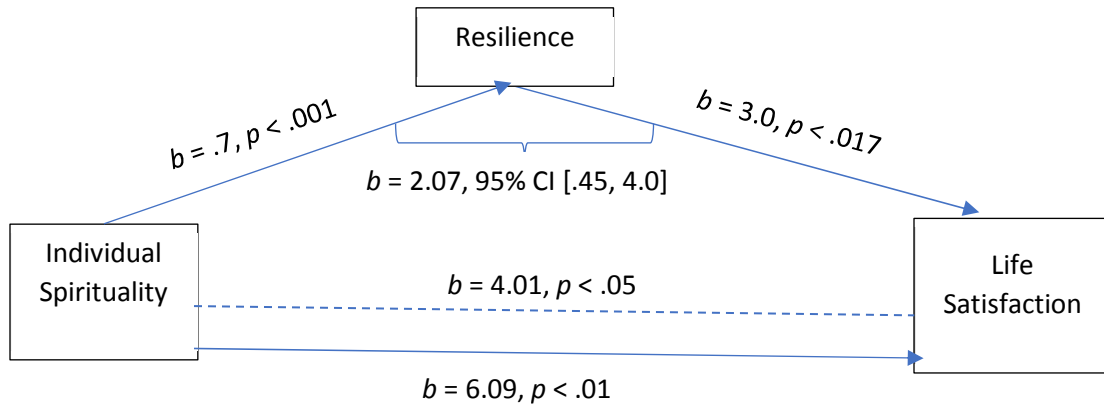 Resilience
b = .7, p < .001
b = 3.0, p < .017
b = 2.07, 95% CI [.45, 4.0]
Individual
Spirituality
b = 4.01, p < .05
Life
Satisfaction
b = 6.09, p < .01